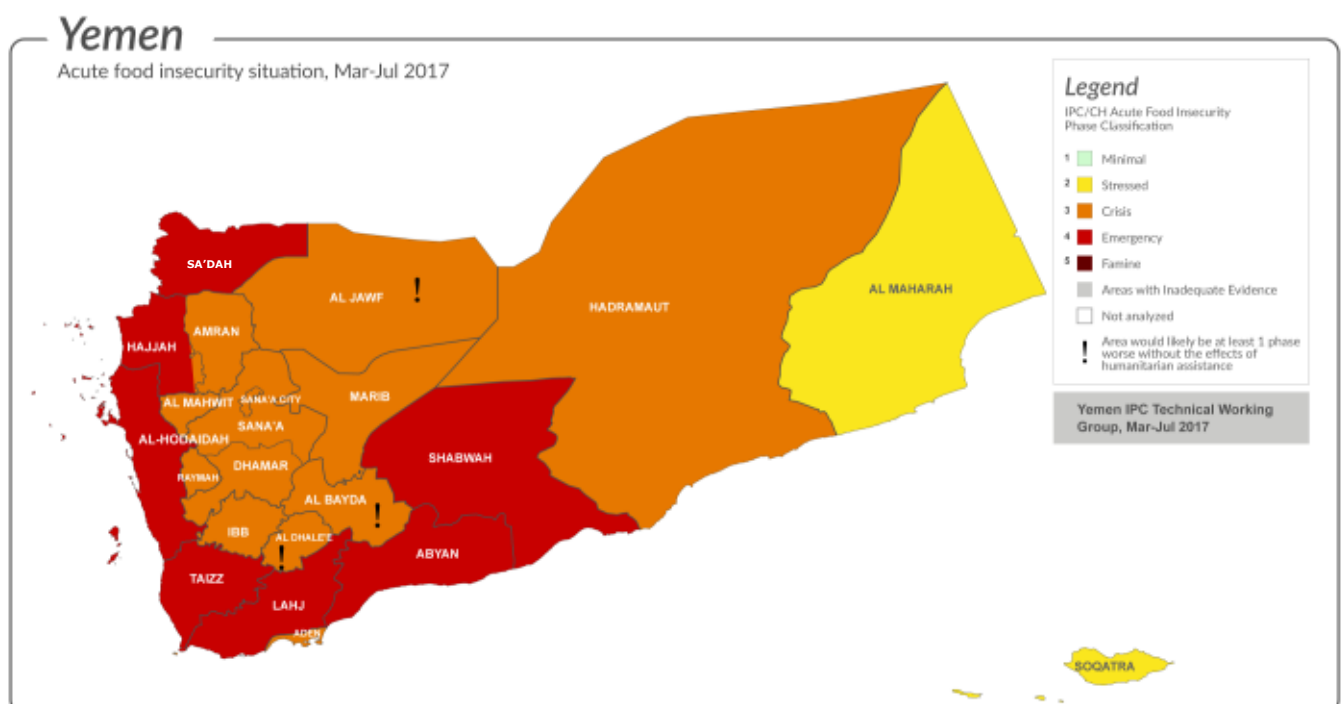 Yemen
Acute food insecurity situation, Mar-Jul 2017
Legend
IPC/CH Acute Food Insecurity
Phase Classification
1 Minimal
2 Stressed
3 Crisis
4 Emergency
5 Famine
Areas with Inadequate Evidence
Not analyzed
! Area would likely be at least 1 phase
worse without the effects of
humanitarian assistance
Yemen IPC Technical Working
Group, Mar-Jul 2017
SA'DAH
AL JAWF !
HADRAMAUT
AL MAHARAH
AMRAN
HAJJAH
MARIB
AL MAHWIT
SANA'A CITY
SANA'A
AL-HODAIDAH
DHAMAR
SHABWAH
RAYMAH
AL BAYDA !
IBB
AL DHALE'E !
ABYAN
TAIZZ
LAHJ
ADEN
SOQATRA